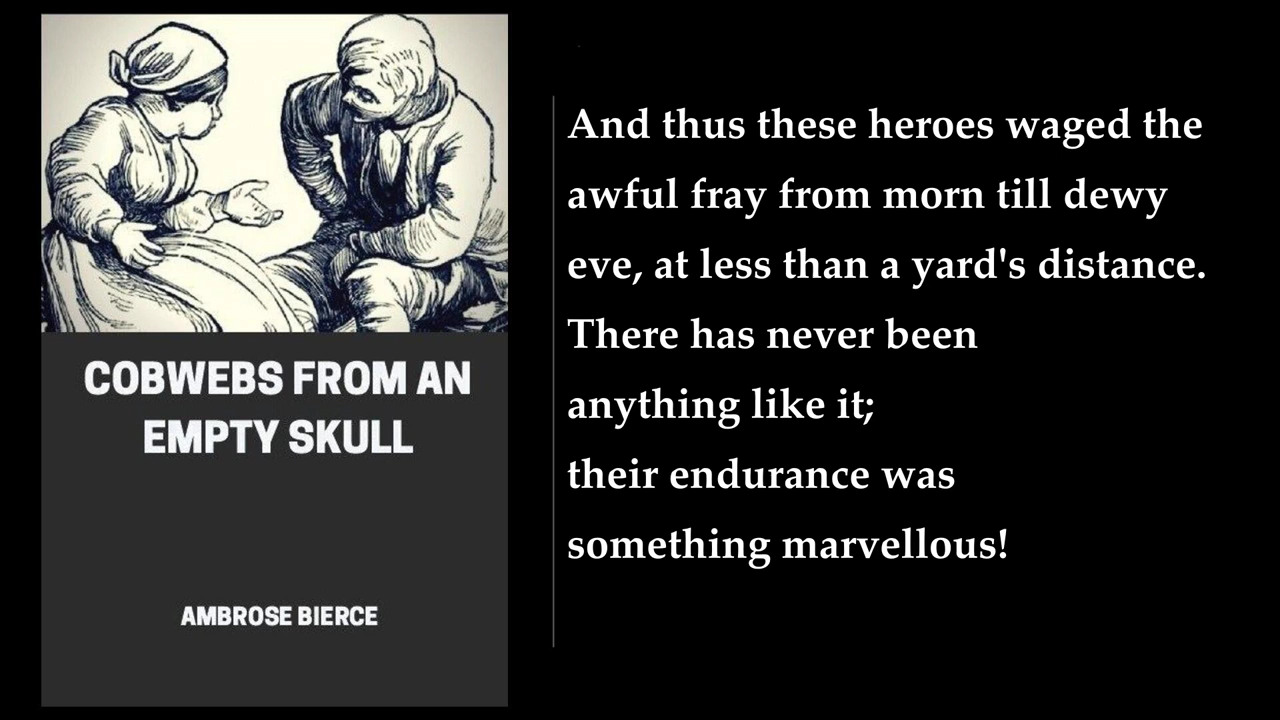 COBWEBS FROM AN
EMPTY SKULL
AMBROSE BIERCE
And thus these heroes waged the
awful fray from morn till dewy
eve, at less than a yard's distance.
There has never been
anything like it;
their endurance was
something marvellous!